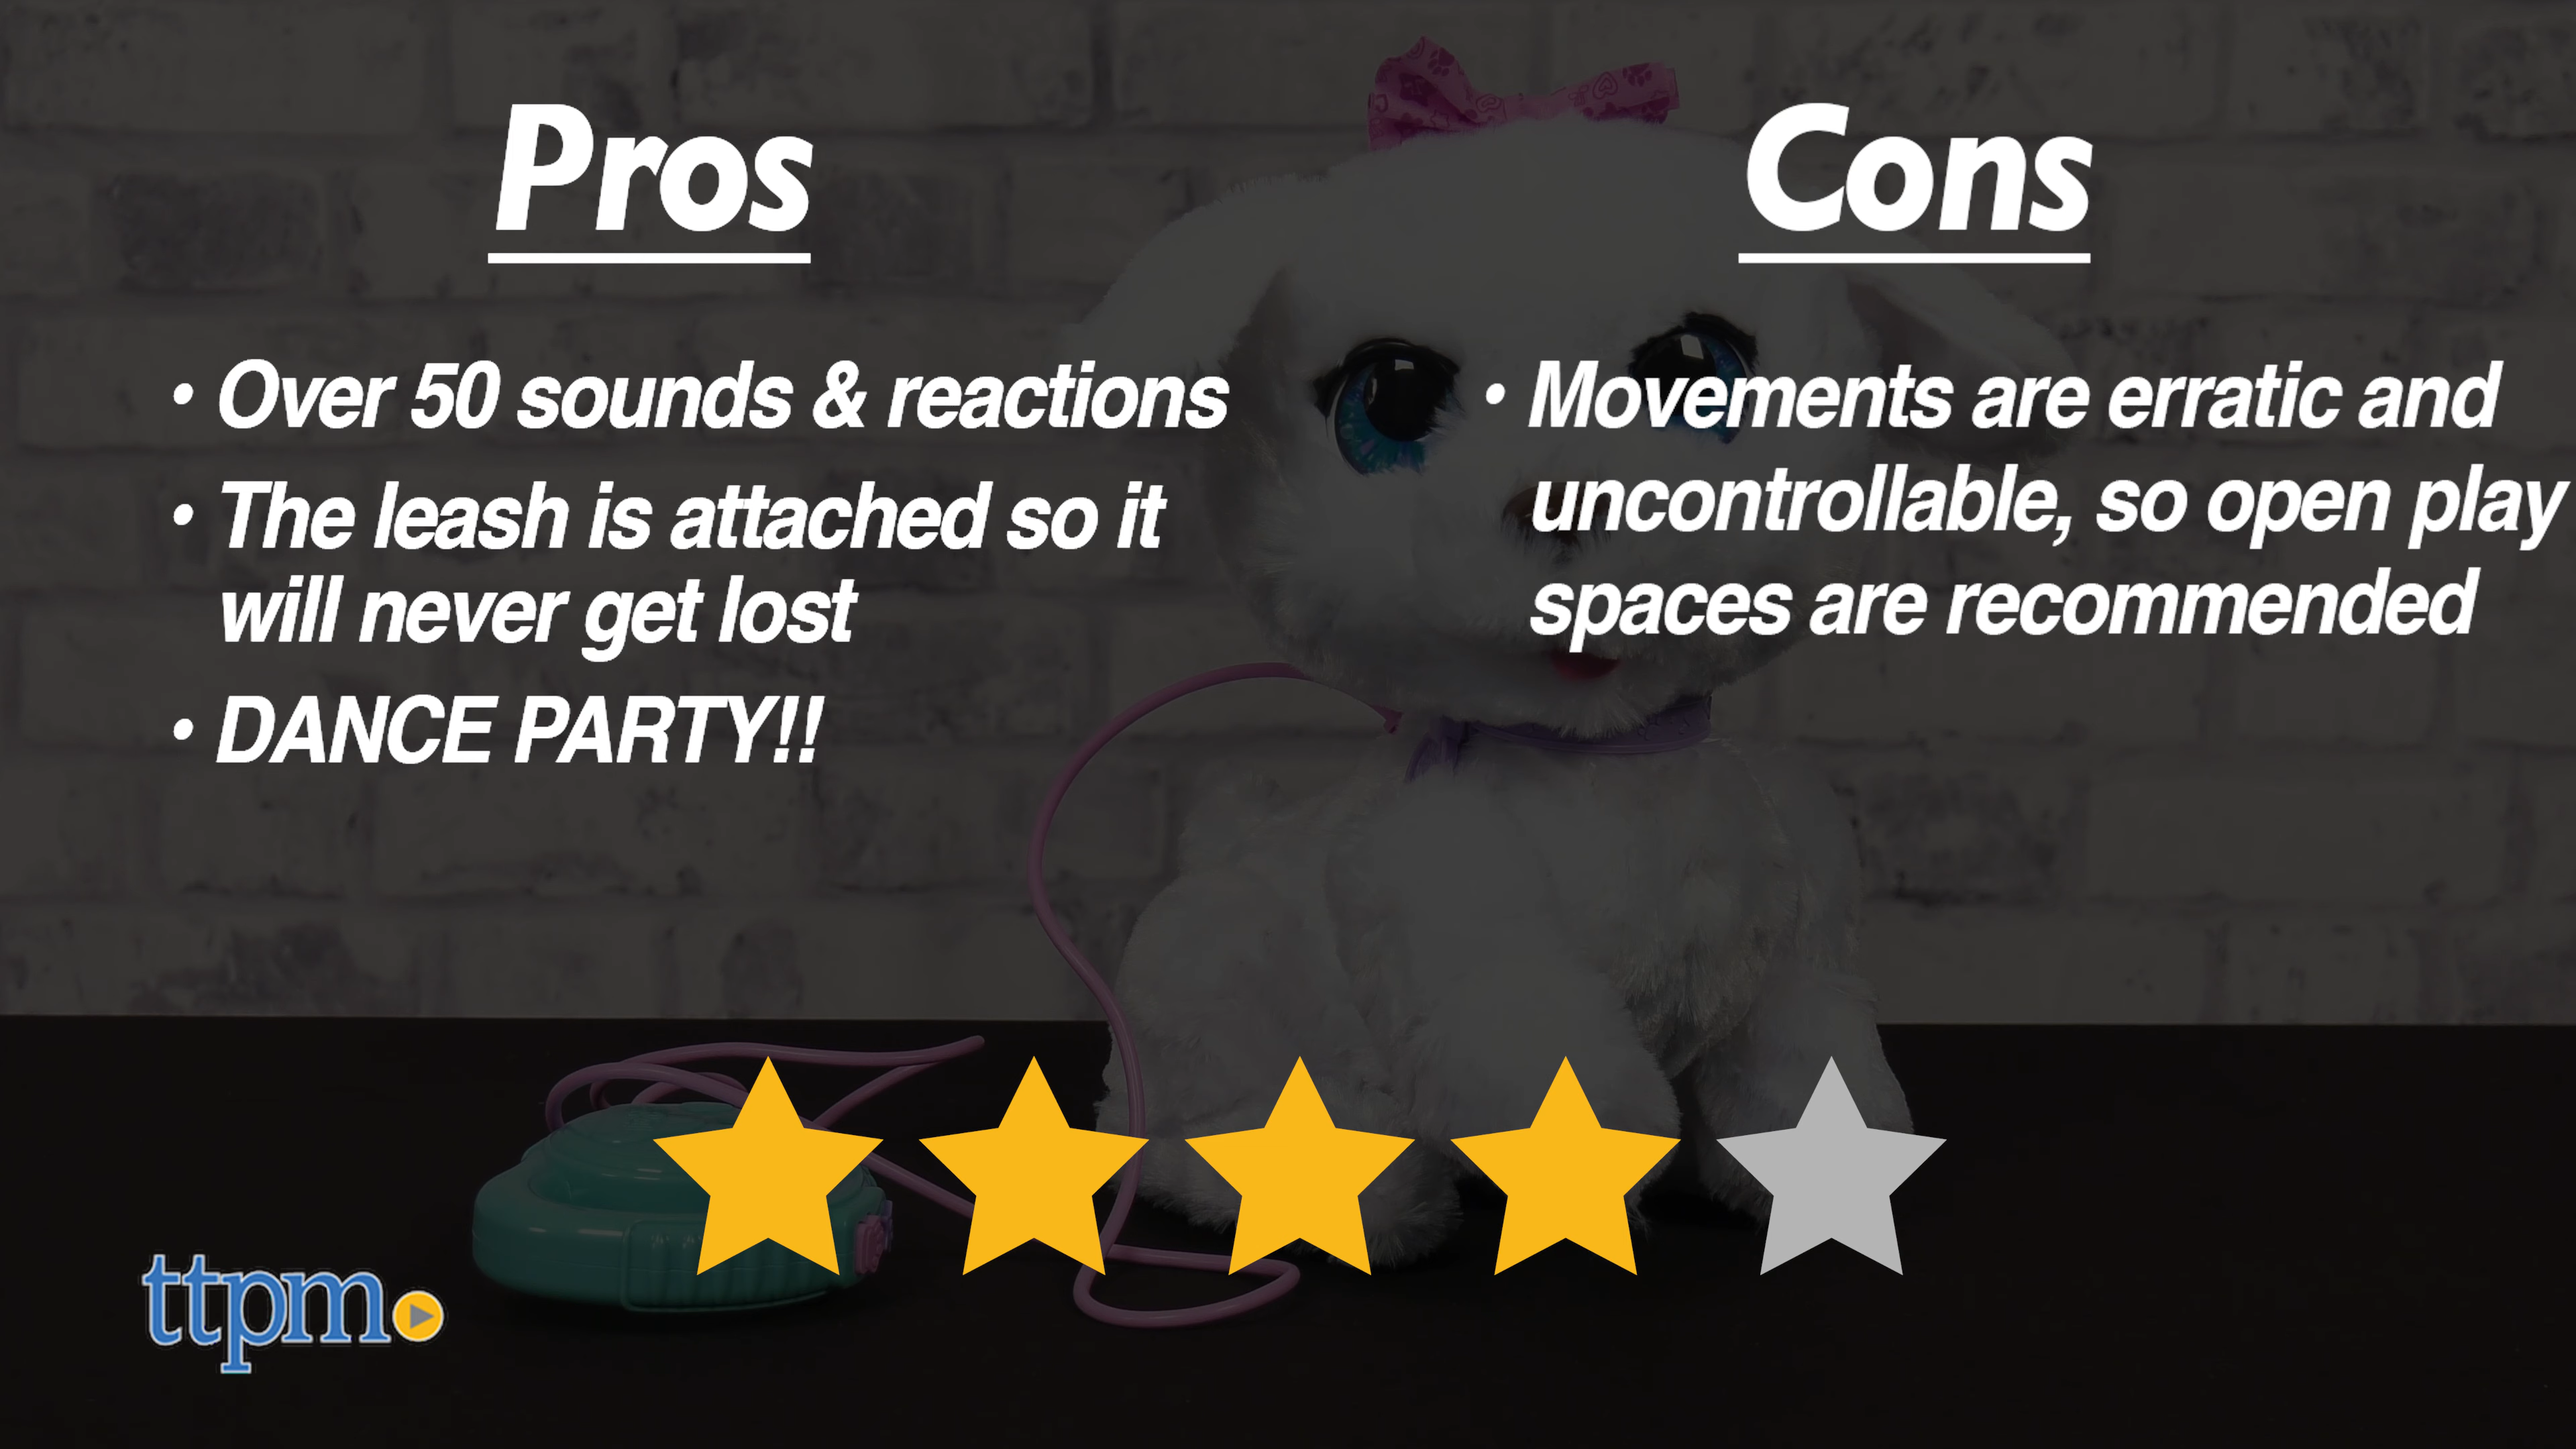 Pros
• Over 50 sounds & reactions
• The leash is attached so it
will never get lost
• DANCE PARTY!!
Cons
• Movements are erratic and
uncontrollable, so open play
spaces are recommended
ttpm